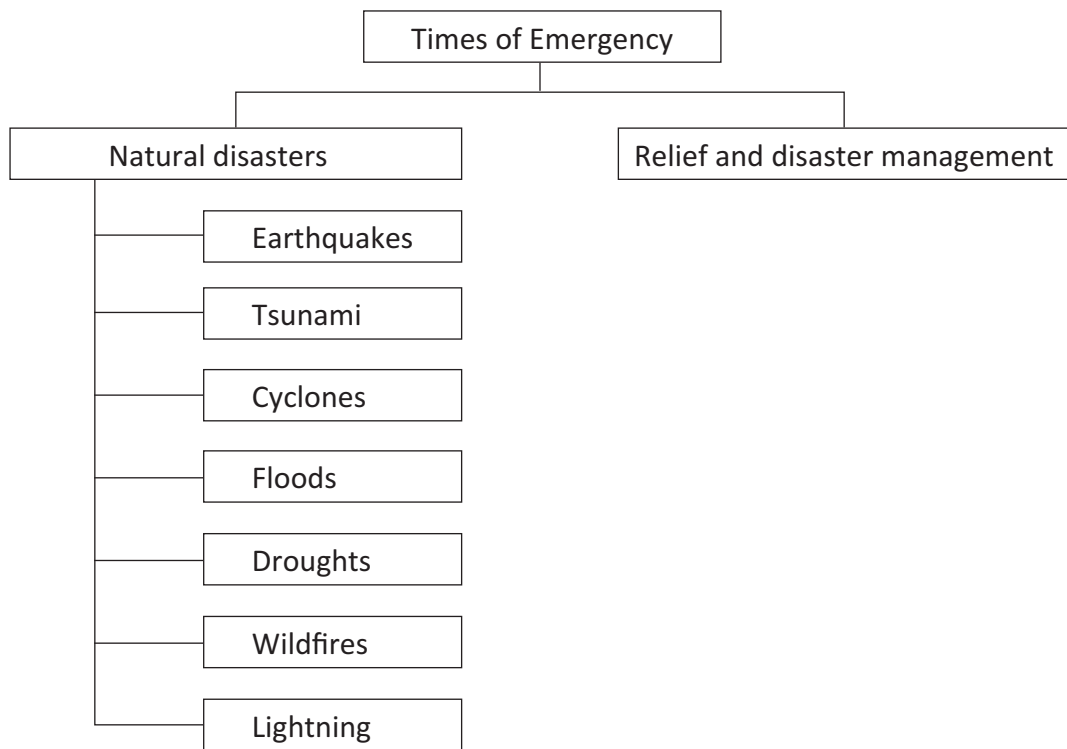 Times of Emergency
Natural disasters
Relief and disaster management
Earthquakes
Tsunami
Cyclones
Floods
Droughts
Wildfires
Lightning